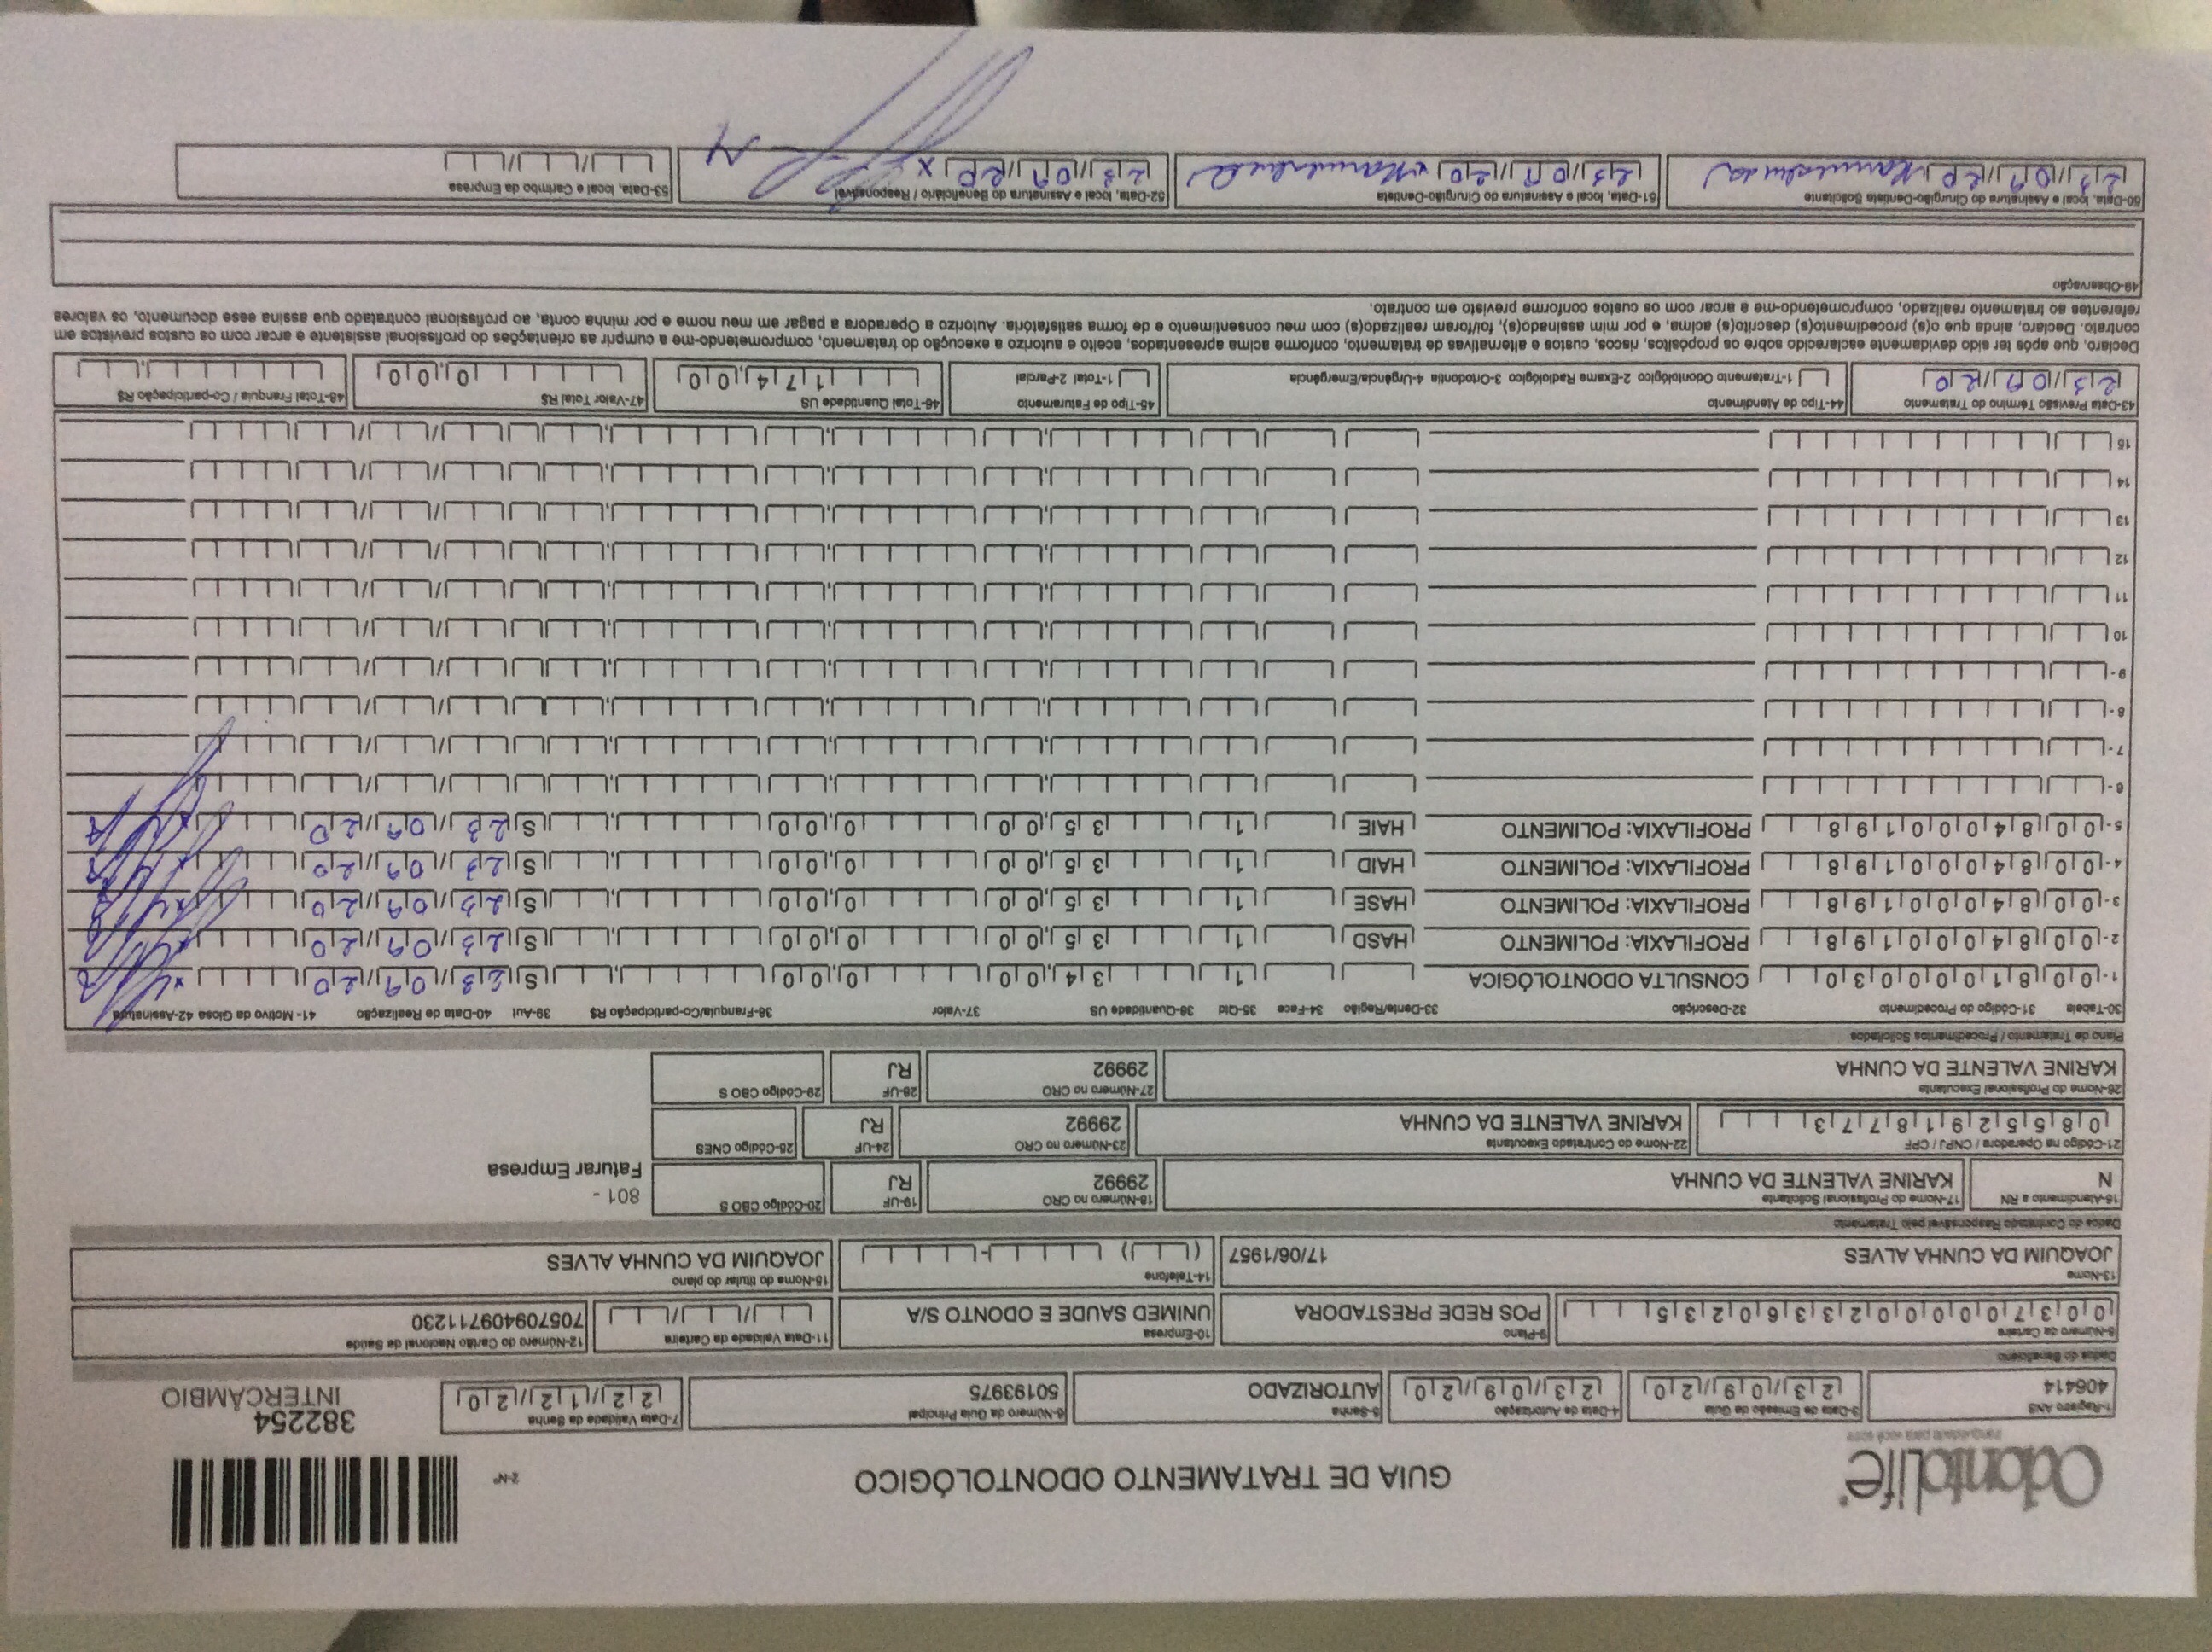 Odontolife
tranquilidade para você sorrir
GUIA DE TRATAMENTO ODONTOLÓGICO
2-Nº
382254
INTERCÂMBIO
1-Registro ANS
406414
3-Data de Emissão da Guia
23/09/20
4-Data de Autorização
23/09/20
5-Senha
AUTORIZADO
6-Número da Guia Principal
50193975
7-Data Validade da Senha
22/12/20
Dados do Beneficiário
8-Número da Carteira
00370000023360235
9-Plano
POS REDE PRESTADORA
10-Empresa
UNIMED SAUDE E ODONTO S/A
11-Data Validade da Carteira
12-Número do Cartão Nacional de Saúde
705709409711230
13-Nome
JOAQUIM DA CUNHA ALVES
17/06/1957
14-Telefone
15-Nome do titular do plano
JOAQUIM DA CUNHA ALVES
Dados do Contratado Responsável pelo Tratamento
16-Atendimento a RN
N
17-Nome do Profissional Solicitante
KARINE VALENTE DA CUNHA
18-Número no CRO
29992
19-UF
RJ
20-Código CBO S
801 -
Faturar Empresa
21-Código na Operadora / CNPJ / CPF
08552918773
22-Nome do Contratado Executante
KARINE VALENTE DA CUNHA
23-Número no CRO
29992
24-UF
RJ
25-Código CNES
26-Nome do Profissional Executante
KARINE VALENTE DA CUNHA
27-Número no CRO
29992
28-UF
RJ
29-Código CBO S
Plano de Tratamento / Procedimentos Solicitados
30-Tabela 31-Código do Procedimento 32-Descrição 33-Dente/Região 34-Face 35-Qtd 36-Quantidade US 37-Valor 38-Franquia/Co-participação R$ 39-Aut 40-Data de Realização 41- Motivo da Glosa 42-Assinatura
1- 00 81000030 CONSULTA ODONTOLÓGICA 1 34,00 0,00 S 23/09/20
2- 00 84000198 PROFILAXIA: POLIMENTO HASD 1 35,00 0,00 S 23/09/20
3- 00 84000198 PROFILAXIA: POLIMENTO HASE 1 35,00 0,00 S 23/09/20
4- 00 84000198 PROFILAXIA: POLIMENTO HAID 1 35,00 0,00 S 23/09/20
5- 00 84000198 PROFILAXIA: POLIMENTO HAIE 1 35,00 0,00 S 23/09/20
6-
7-
8-
9-
10
11
12
13
14
15
43-Data Previsão Término do Tratamento
23/09/20
44-Tipo de Atendimento
1-Tratamento Odontológico 2-Exame Radiológico 3-Ortodontia 4-Urgência/Emergência
45-Tipo de Faturamento
1-Total 2-Parcial
46-Total Quantidade US
174,00
47-Valor Total R$
0,00
48-Total Franquia / Co-participação R$
Declaro, que após ter sido devidamente esclarecido sobre os propósitos, riscos, custos e alternativas de tratamento, conforme acima apresentados, aceito e autorizo a execução do tratamento, comprometendo-me a cumprir as orientações do profissional assistente e arcar com os custos previstos em
contrato. Declaro, ainda que o(s) procedimento(s) descrito(s) acima, e por mim assinado(s), foi/foram realizado(s) com meu consentimento e de forma satisfatória. Autorizo a Operadora a pagar em meu nome e por minha conta, ao profissional contratado que assina esse documento, os valores
referentes ao tratamento realizado, comprometendo-me a arcar com os custos conforme previsto em contrato.
49-Observação
50-Data, local e Assinatura do Cirurgião-Dentista Solicitante
23/09/20
51-Data, local e Assinatura do Cirurgião-Dentista
23/09/20
52-Data, local e Assinatura do Beneficiário / Responsável
23/09/20 X
53-Data, local e Carimbo da Empresa